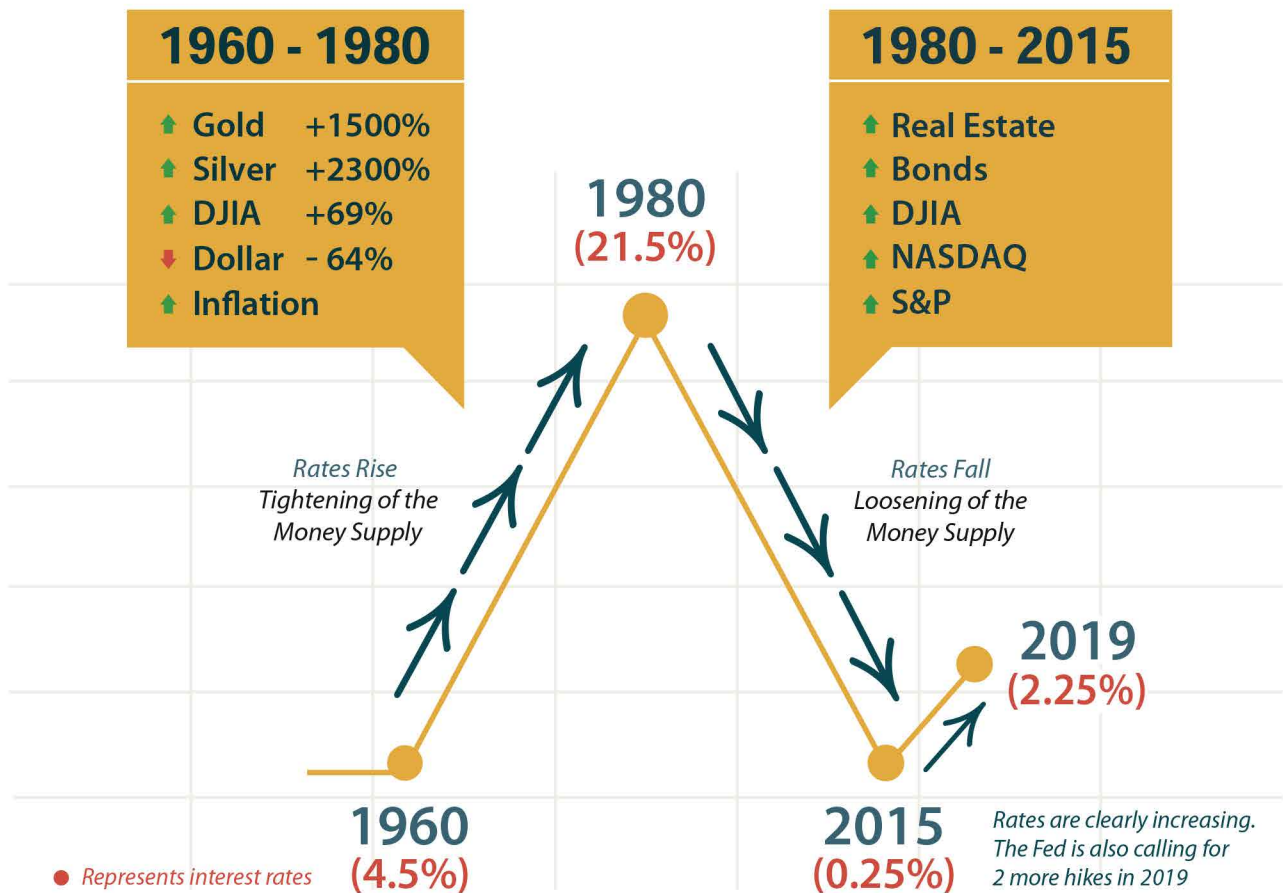 1960 - 1980
Gold +1500%
Silver +2300%
DJIA +69%
Dollar - 64%
Inflation
1980 - 2015
Real Estate
Bonds
DJIA
NASDAQ
S&P
1980
(21.5%)
Rates Rise
Tightening of the
Money Supply
Rates Fall
Loosening of the
Money Supply
2019
(2.25%)
1960
(4.5%)
2015
(0.25%)
Rates are clearly increasing.
The Fed is also calling for
2 more hikes in 2019
Represents interest rates